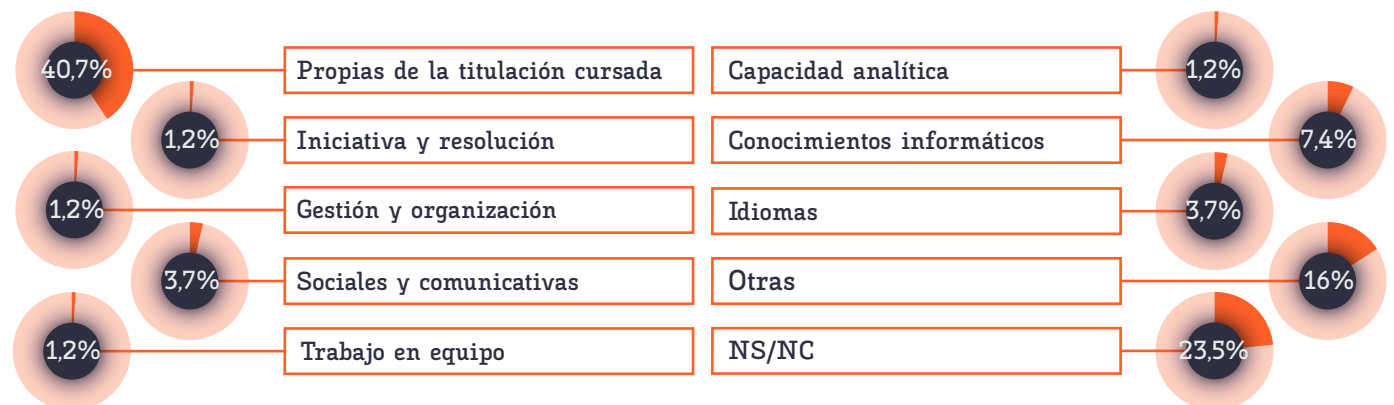 40,7%
Propias de la titulación cursada
1,2%
Iniciativa y resolución
1,2%
Gestión y organización
3,7%
Sociales y comunicativas
1,2%
Trabajo en equipo
Capacidad analítica
1,2%
Conocimientos informáticos
7,4%
Idiomas
3,7%
Otras
16%
NS/NC
23,5%